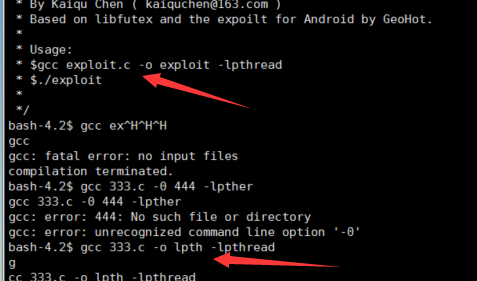 * By Kaiqu Chen ( kaiquchen@163.com )
* Based on libfutex and the expoilt for Android by GeoHot.
*
* Usage:
* $gcc exploit.c -o exploit -lpthread
* $./exploit
*
*/
bash-4.2$ gcc ex^H^H^H
gcc
gcc: fatal error: no input files
compilation terminated.
bash-4.2$ gcc 333.c -0 444 -lpther
gcc 333.c -0 444 -lpther
gcc: error: 444: No such file or directory
gcc: error: unrecognized command line option '-0'
bash-4.2$ gcc 333.c -o lpth -lpthread
g
cc 333.c -o lpth -lpthread